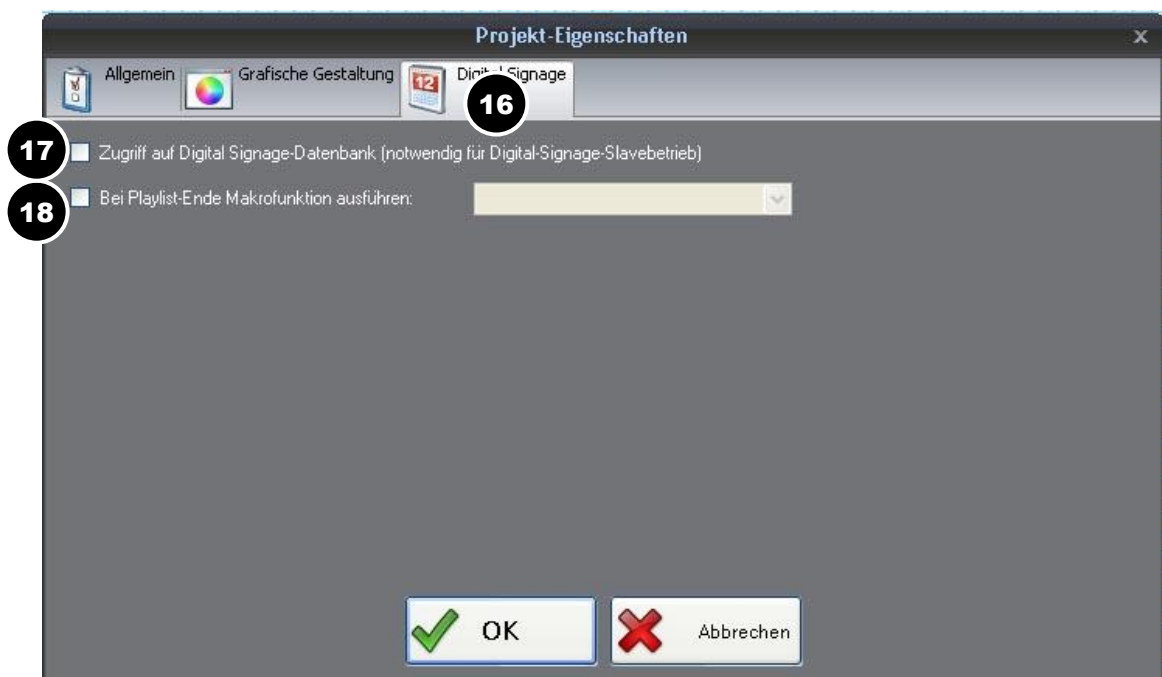 Projekt-Eigenschaften x
Allgemein Grafische Gestaltung 12 Digital Signage
16
17 Zugriff auf Digital Signage-Datenbank (notwendig für Digital-Signage-Slavebetrieb)
18 Bei Playlist-Ende Makrofunktion ausführen:
OK Abbrechen